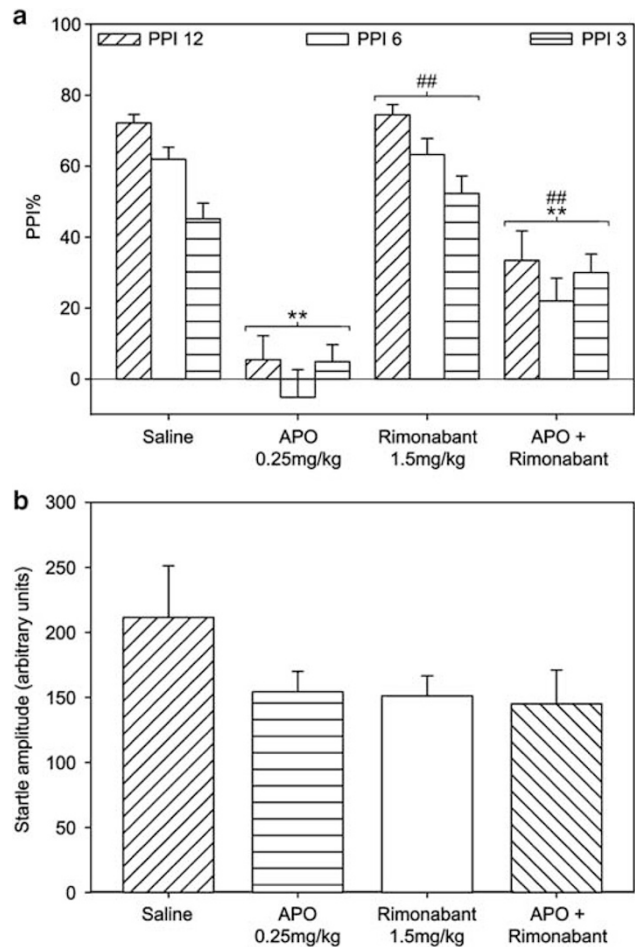 a
100
PPI 12
PPI 6
PPI 3
80
##
60
PPI%
40
##
**
20
**
0
Saline
APO
0.25mg/kg
Rimonabant
1.5mg/kg
APO +
Rimonabant
b
300
250
200
150
100
50
0
Startle amplitude (arbitrary units)
Saline
APO
0.25mg/kg
Rimonabant
1.5mg/kg
APO +
Rimonabant